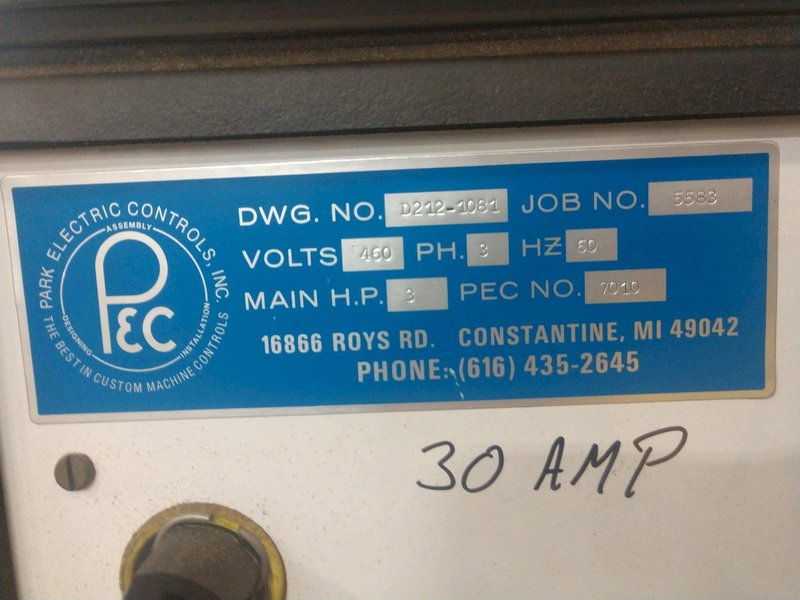 PARK ELECTRIC CONTROLS, INC.
ASSEMBLY
PEC
DESIGNING
INSTALLATION
THE BEST IN CUSTOM MACHINE CONTROLS
DWG. NO. D212-1081 JOB NO. 5583
VOLTS 460 PH. 3 HZ 60
MAIN H.P. 3 PEC NO. 7010
16866 ROYS RD. CONSTANTINE, MI 49042
PHONE: (616) 435-2645
30 AMP